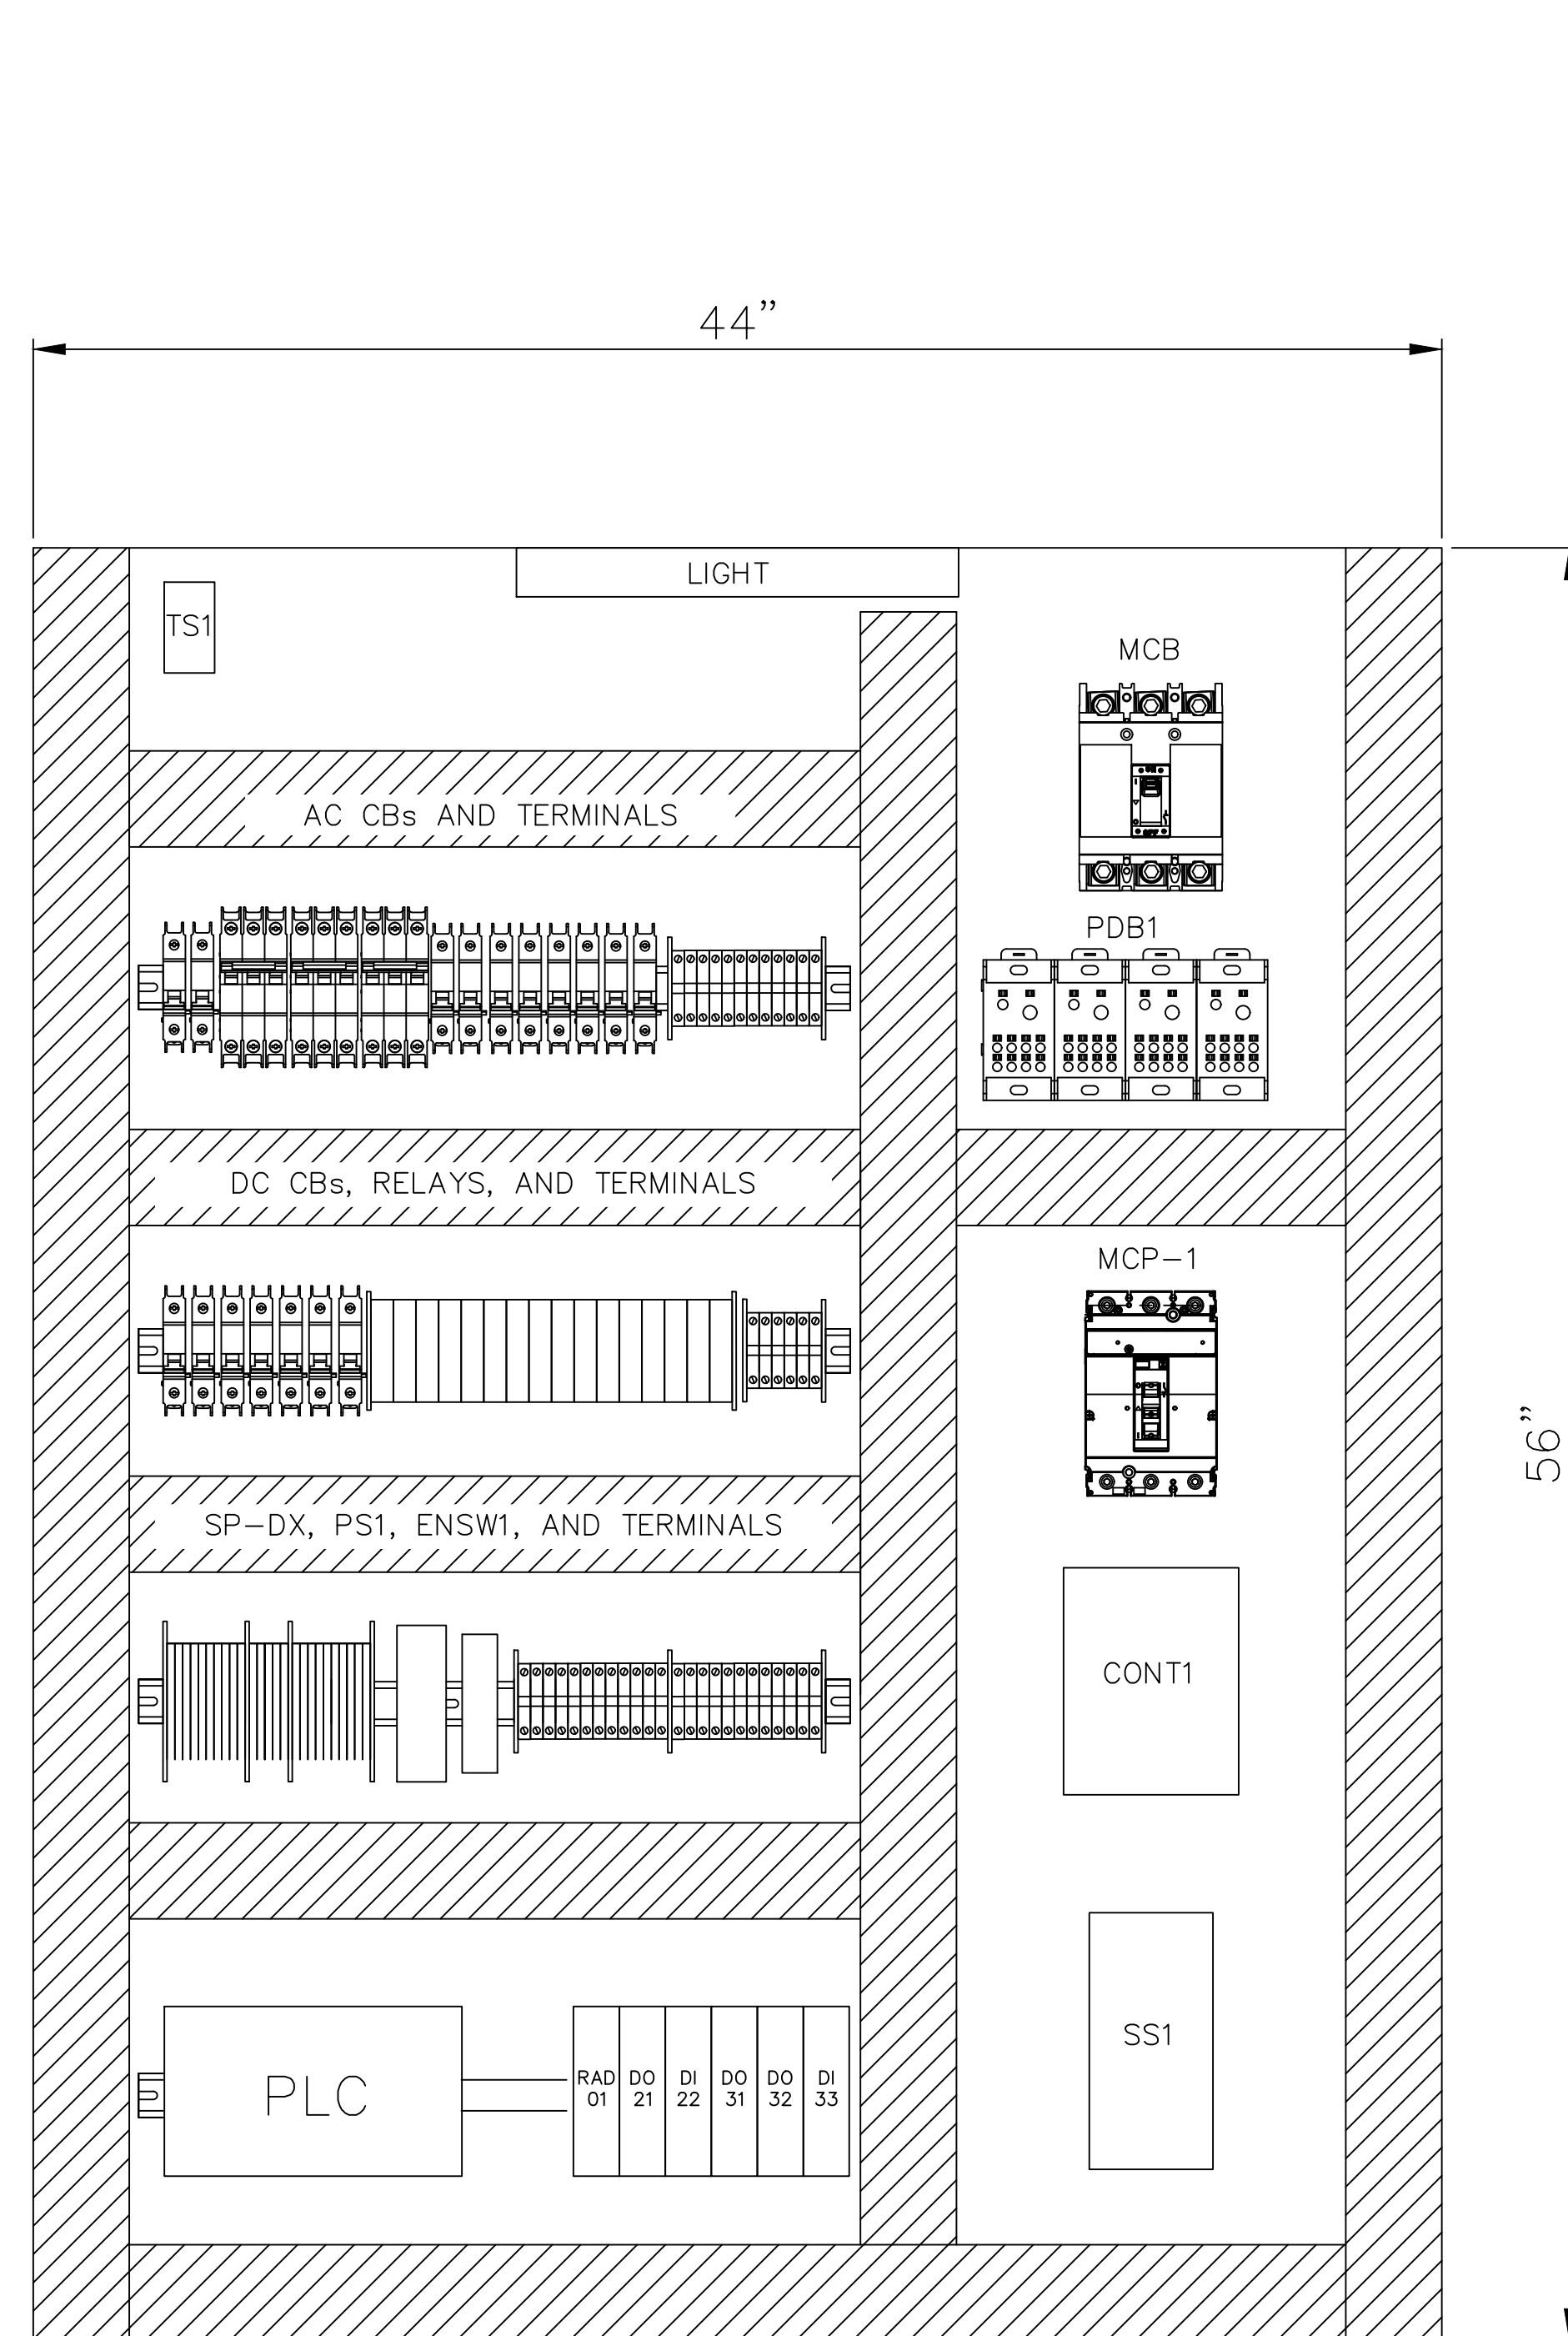 44"
LIGHT
TS1
MCB
AC CBs AND TERMINALS
PDB1
DC CBs, RELAYS, AND TERMINALS
MCP-1
56"
SP-DX, PS1, ENSW1, AND TERMINALS
CONT1
SS1
PLC
RAD 01
DO 21
DI 22
DO 31
DO 32
DI 33